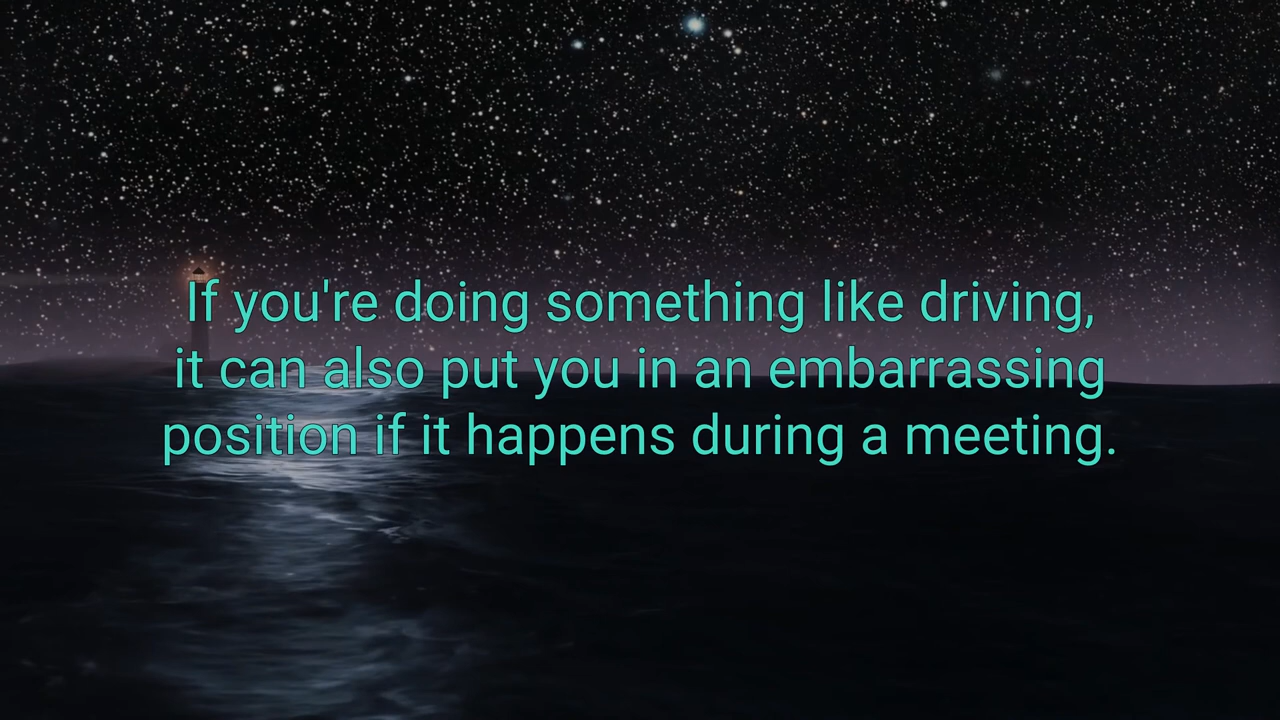 If you're doing something like driving,
it can also put you in an embarrassing
position if it happens during a meeting.